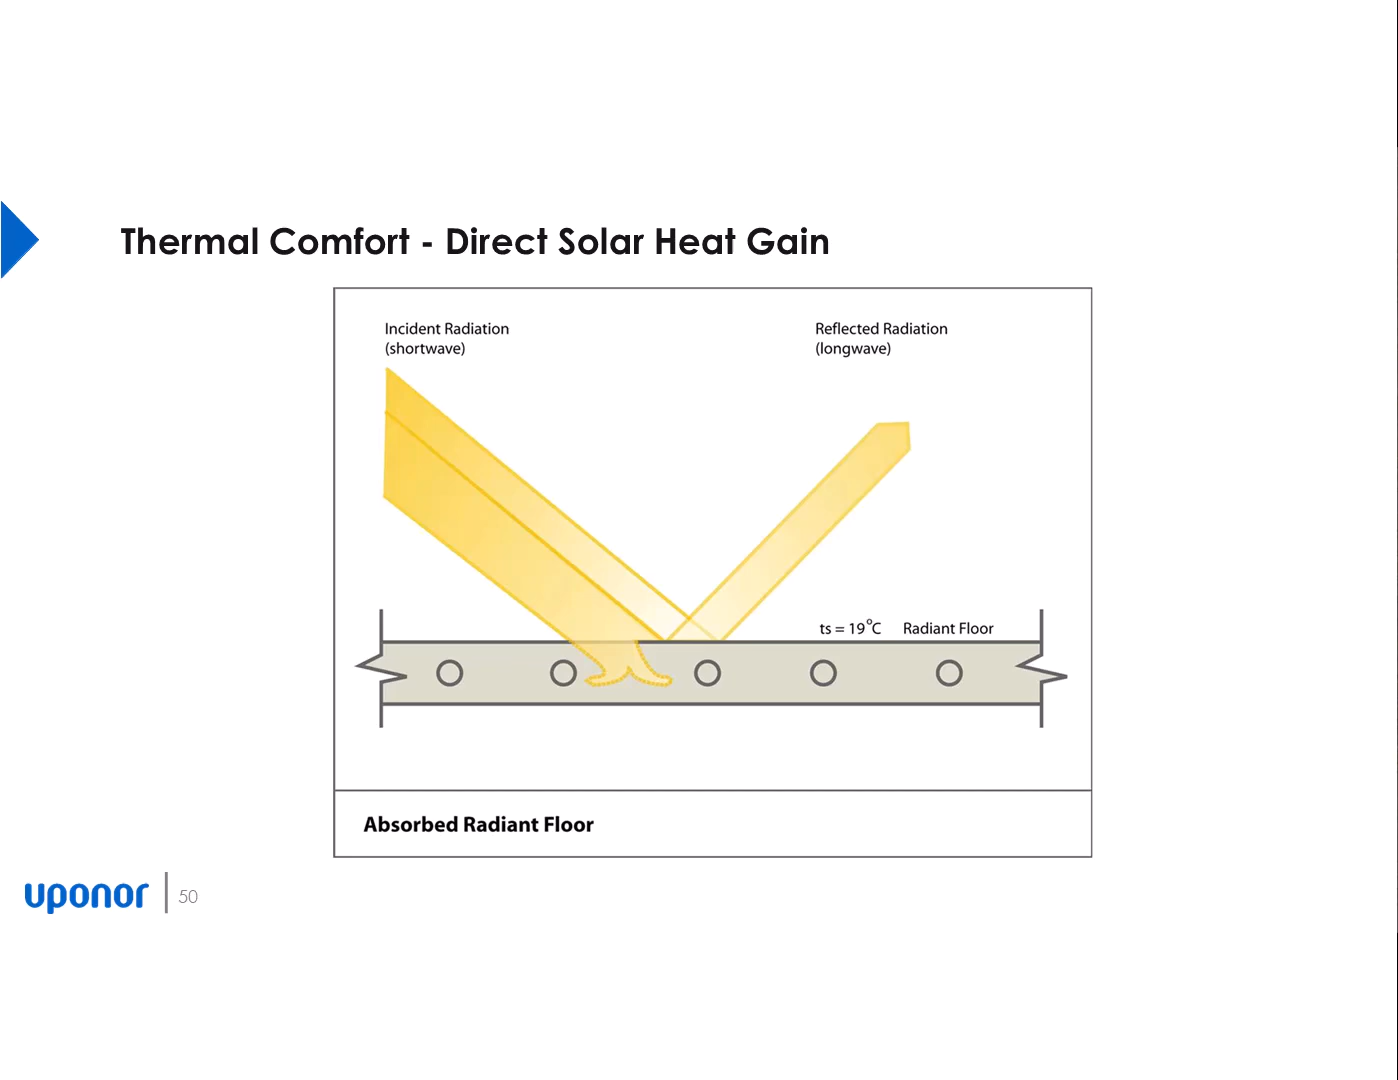 Thermal Comfort - Direct Solar Heat Gain
Incident Radiation
(shortwave)
Reflected Radiation
(longwave)
ts = 19°C Radiant Floor
Absorbed Radiant Floor
uponor
50